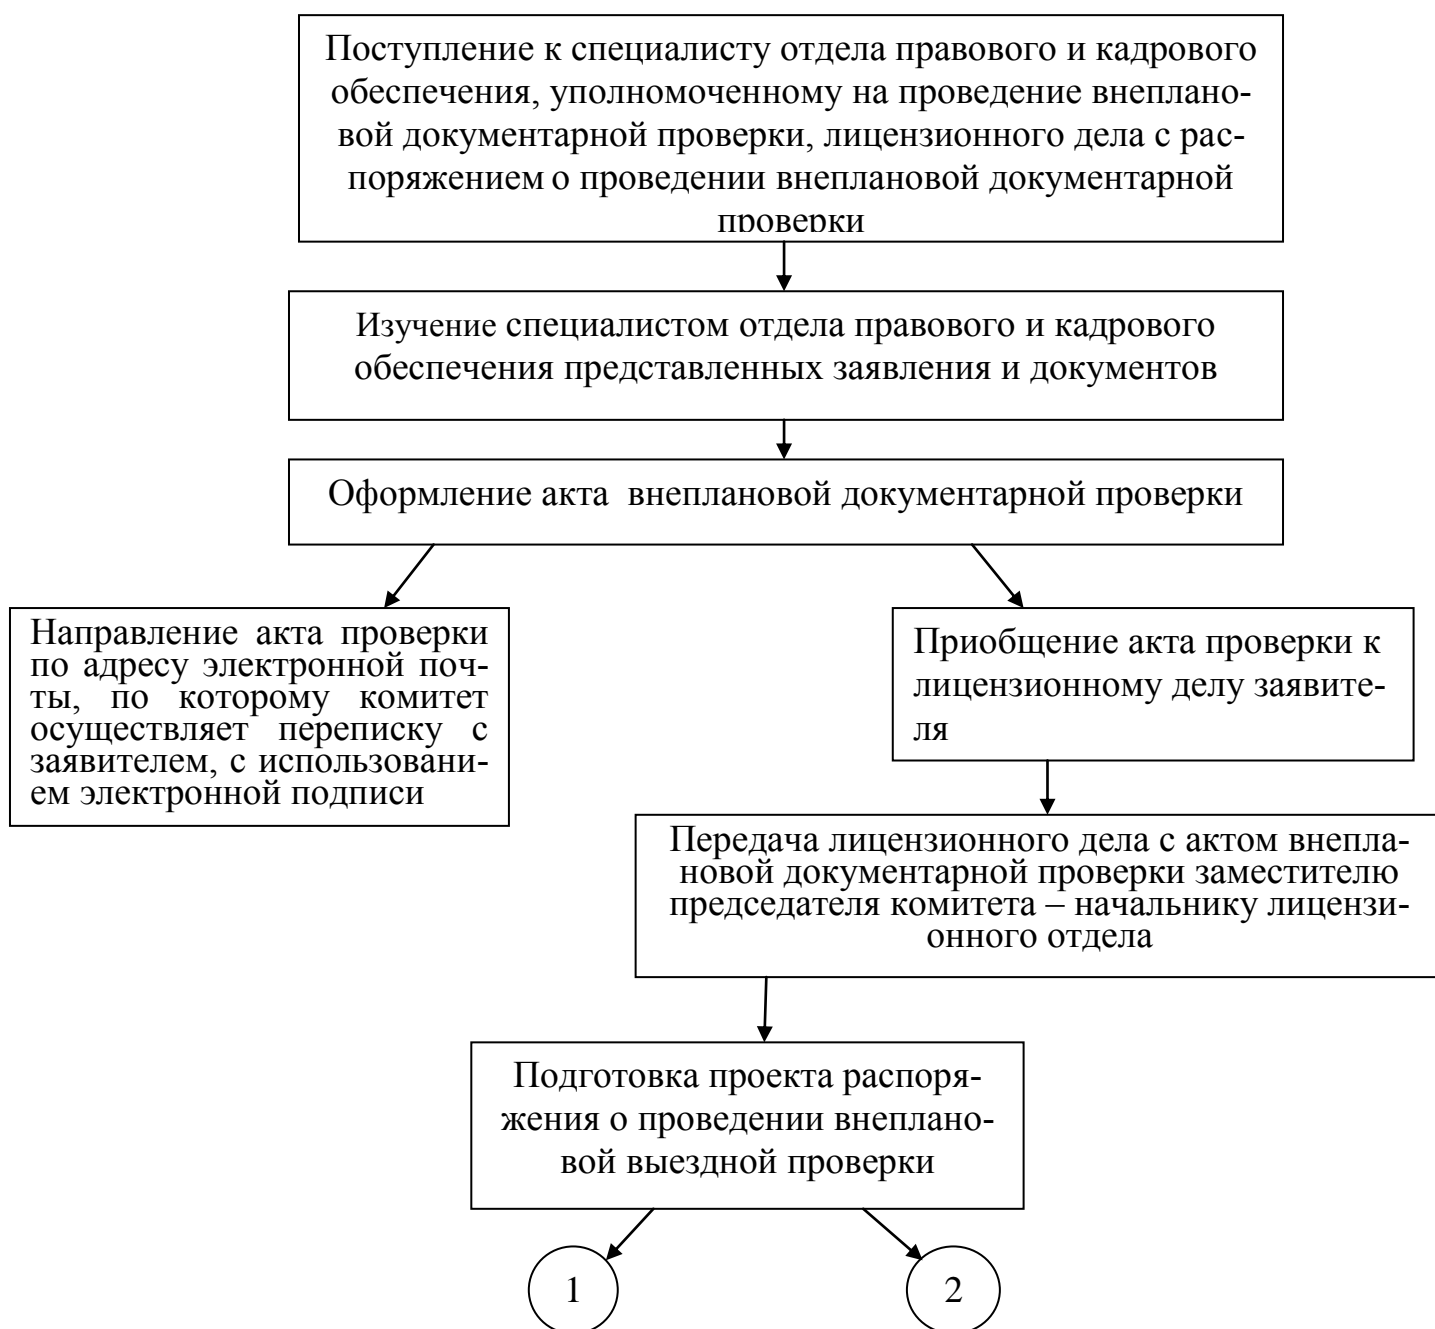 Поступление к специалисту отдела правового и кадрового
обеспечения, уполномоченному на проведение внеплано-
вой документарной проверки, лицензионного дела с рас-
поряжением о проведении внеплановой документарной
проверки
Изучение специалистом отдела правового и кадрового
обеспечения представленных заявления и документов
Оформление акта внеплановой документарной проверки
Направление акта проверки
по адресу электронной поч-
ты, по которому комитет
осуществляет переписку с
заявителем, с использовани-
ем электронной подписи
Приобщение акта проверки к
лицензионному делу заявите-
ля
Передача лицензионного дела с актом внепла-
новой документарной проверки заместителю
председателя комитета – начальнику лицензи-
онного отдела
Подготовка проекта распоря-
жения о проведении внеплано-
вой выездной проверки
1
2